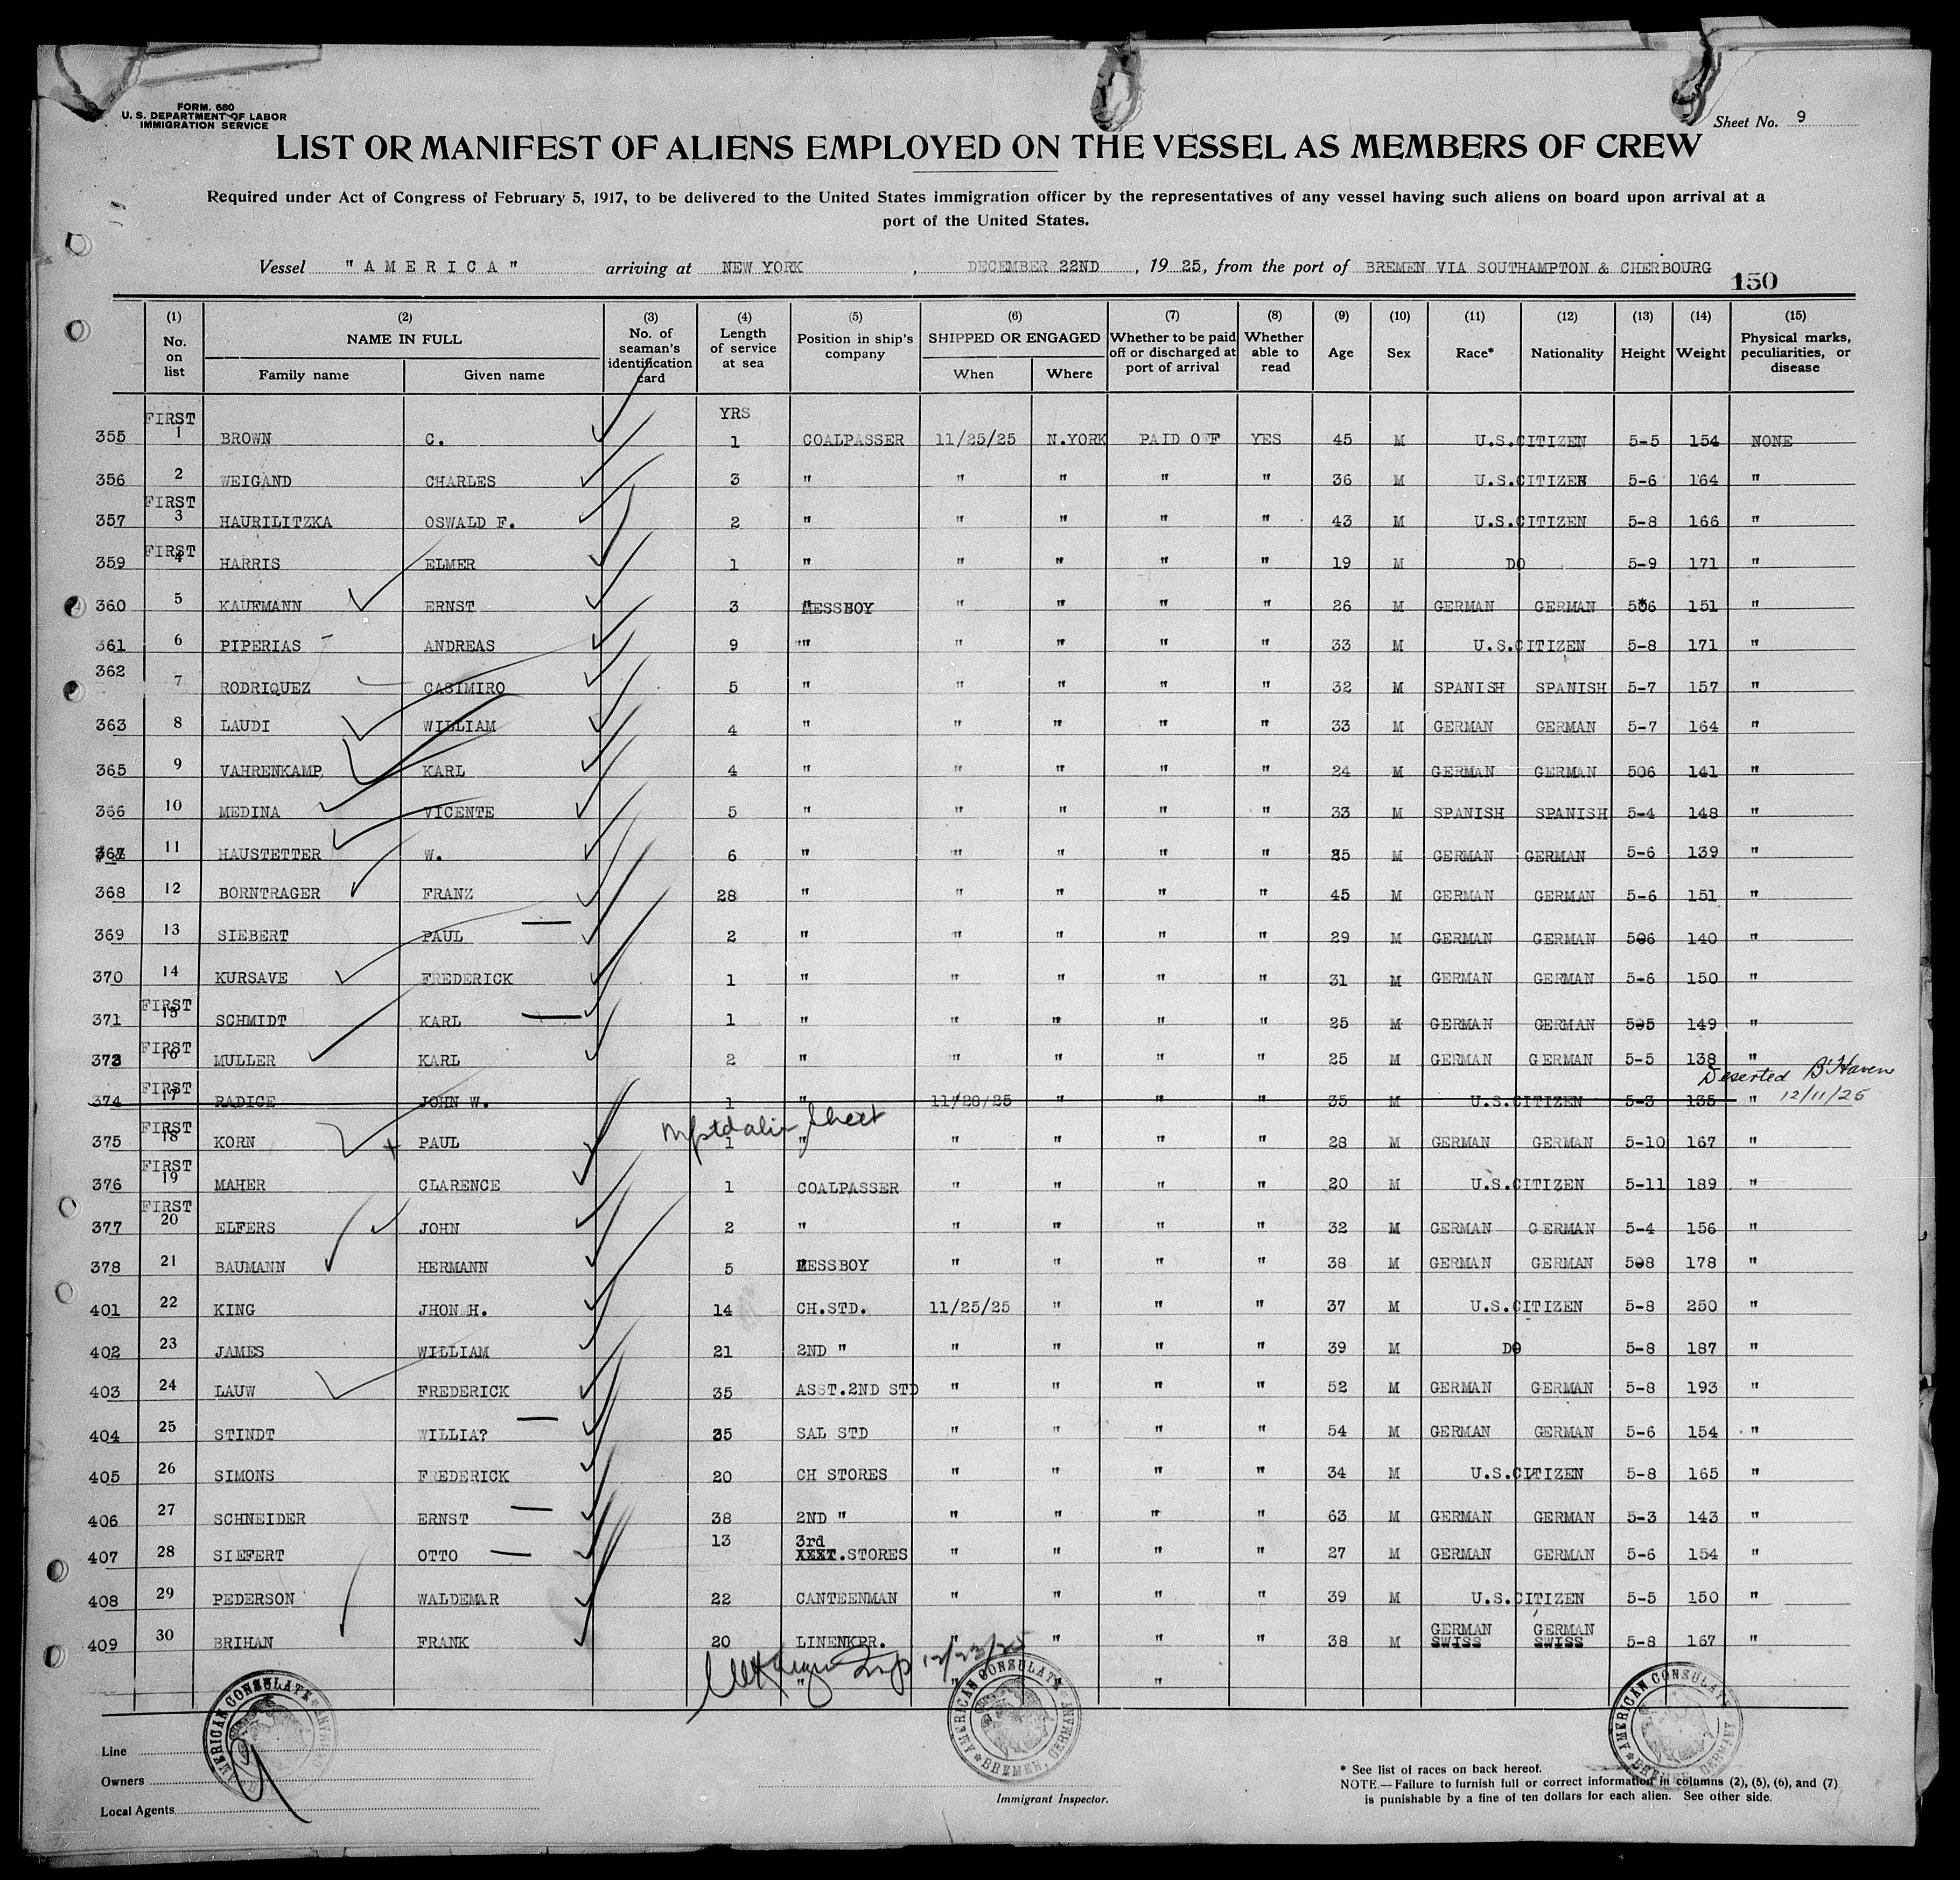 FORM. 680
U. S. DEPARTMENT OF LABOR
IMMIGRATION SERVICE
Sheet No. 9
LIST OR MANIFEST OF ALIENS EMPLOYED ON THE VESSEL AS MEMBERS OF CREW
Required under Act of Congress of February 5, 1917, to be delivered to the United States immigration officer by the representatives of any vessel having such aliens on board upon arrival at a
port of the United States.
Vessel "AMERICA" arriving at NEW YORK, DECEMBER 22ND, 1925, from the port of BREMEN VIA SOUTHAMPTON & CHERBOURG
150
(1) No. on list (2) NAME IN FULL Family name Given name (3) No. of seaman's identification card (4) Length of service at sea (5) Position in ship's company (6) SHIPPED OR ENGAGED When Where (7) Whether to be paid off or discharged at port of arrival (8) Whether able to read (9) Age (10) Sex (11) Race* (12) Nationality (13) Height (14) Weight (15) Physical marks, peculiarities, or disease
FIRST YRS
355 1 BROWN C. 1 COALPASSER 11/25/25 N.YORK PAID OFF YES 45 M U.S.CITIZEN 5-5 154 NONE
356 2 WEIGAND CHARLES 3 " " " " " 36 M U.S.CITIZEN 5-6 164 "
FIRST
357 3 HAURILITZKA OSWALD F. 2 " " " " " 43 M U.S.CITIZEN 5-8 166 "
FIRST
359 4 HARRIS ELMER 1 " " " " " 19 M DO 5-9 171 "
360 5 KAUFMANN ERNST 3 MESSBOY " " " " 26 M GERMAN GERMAN 506 151 "
361 6 PIPERIAS ANDREAS 9 " " " " " 33 M U.S.CITIZEN 5-8 171 "
362 7 RODRIQUEZ CASIMIRO 5 " " " " " 32 M SPANISH SPANISH 5-7 157 "
363 8 LAUDI WILLIAM 4 " " " " " 33 M GERMAN GERMAN 5-7 164 "
365 9 VAHRENKAMP KARL 4 " " " " " 24 M GERMAN GERMAN 506 141 "
366 10 MEDINA VICENTE 5 " " " " " 33 M SPANISH SPANISH 5-4 148 "
367 11 HAUSTETTER W. 6 " " " " " 25 M GERMAN GERMAN 5-6 139 "
368 12 BORNTRAGER FRANZ 28 " " " " " 45 M GERMAN GERMAN 5-6 151 "
369 13 SIEBERT PAUL 2 " " " " " 29 M GERMAN GERMAN 506 140 "
370 14 KURSAVE FREDERICK 1 " " " " " 31 M GERMAN GERMAN 5-6 150 "
FIRST
371 15 SCHMIDT KARL 1 " " " " " 25 M GERMAN GERMAN 505 149 "
FIRST
373 16 MULLER KARL 2 " " " " " 25 M GERMAN GERMAN 5-5 138 "
Deserted B'Haven
FIRST
374 17 RADICE JOHN W. 1 " 11/28/25 " " " 35 M U.S.CITIZEN 5-3 135 " 12/11/25
sheet
FIRST
375 18 KORN PAUL 1 " " " " " 28 M GERMAN GERMAN 5-10 167 "
FIRST
376 19 MAHER CLARENCE 1 COALPASSER " " " " 20 M U.S.CITIZEN 5-11 189 "
FIRST
377 20 ELFERS JOHN 2 " " " " " 32 M GERMAN GERMAN 5-4 156 "
378 21 BAUMANN HERMANN 5 MESSBOY " " " " 38 M GERMAN GERMAN 508 178 "
401 22 KING JHON H. 14 CH.STD. 11/25/25 " " " 37 M U.S.CITIZEN 5-8 250 "
402 23 JAMES WILLIAM 21 2ND " " " " " 39 M DO 5-8 187 "
403 24 LAUW FREDERICK 35 ASST.2ND STD " " " " 52 M GERMAN GERMAN 5-8 193 "
404 25 STINDT WILLIA? 35 SAL STD " " " " 54 M GERMAN GERMAN 5-6 154 "
405 26 SIMONS FREDERICK 20 CH STORES " " " " 34 M U.S.CITIZEN 5-8 165 "
406 27 SCHNEIDER ERNST 38 2ND " " " " " 63 M GERMAN GERMAN 5-3 143 "
13 3rd
407 28 SIEFERT OTTO XXXX.STORES " " " " 27 M GERMAN GERMAN 5-6 154 "
408 29 PEDERSON WALDEMAR 22 CANTEENMAN " " " " 39 M U.S.CITIZEN 5-5 150 "
GERMAN GERMAN
409 30 BRIHAN FRANK 20 LINENKPR. " " " " 38 M SWISS SWISS 5-8 167 "
12/23/25
" " "
AMERICAN CONSULATE GERMANY
AMERICAN CONSULATE BREMEN, GERMANY
AMERICAN CONSULATE BREMEN, GERMANY
Line
Owners
Local Agents
Immigrant Inspector.
* See list of races on back hereof.
NOTE.—Failure to furnish full or correct information in columns (2), (5), (6), and (7)
is punishable by a fine of ten dollars for each alien. See other side.